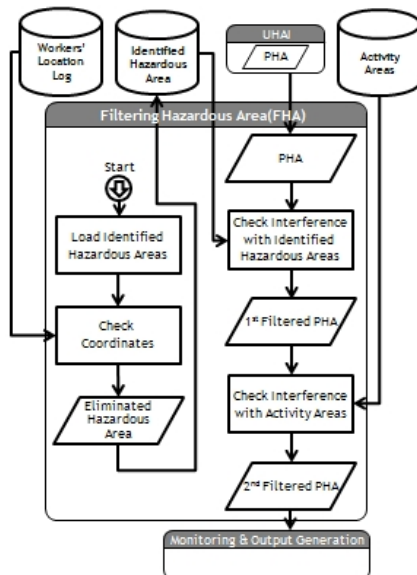 Workers'
Location
Log
Identified
Hazardous
Area
UHAI
PHA
Activity
Areas
Filtering Hazardous Area(FHA)
Start
Load Identified
Hazardous Areas
Check
Coordinates
Eliminated
Hazardous
Area
PHA
Check Interference
with Identified
Hazardous Areas
1st Filtered PHA
Check Interference
with Activity Areas
2nd Filtered PHA
Monitoring & Output Generation